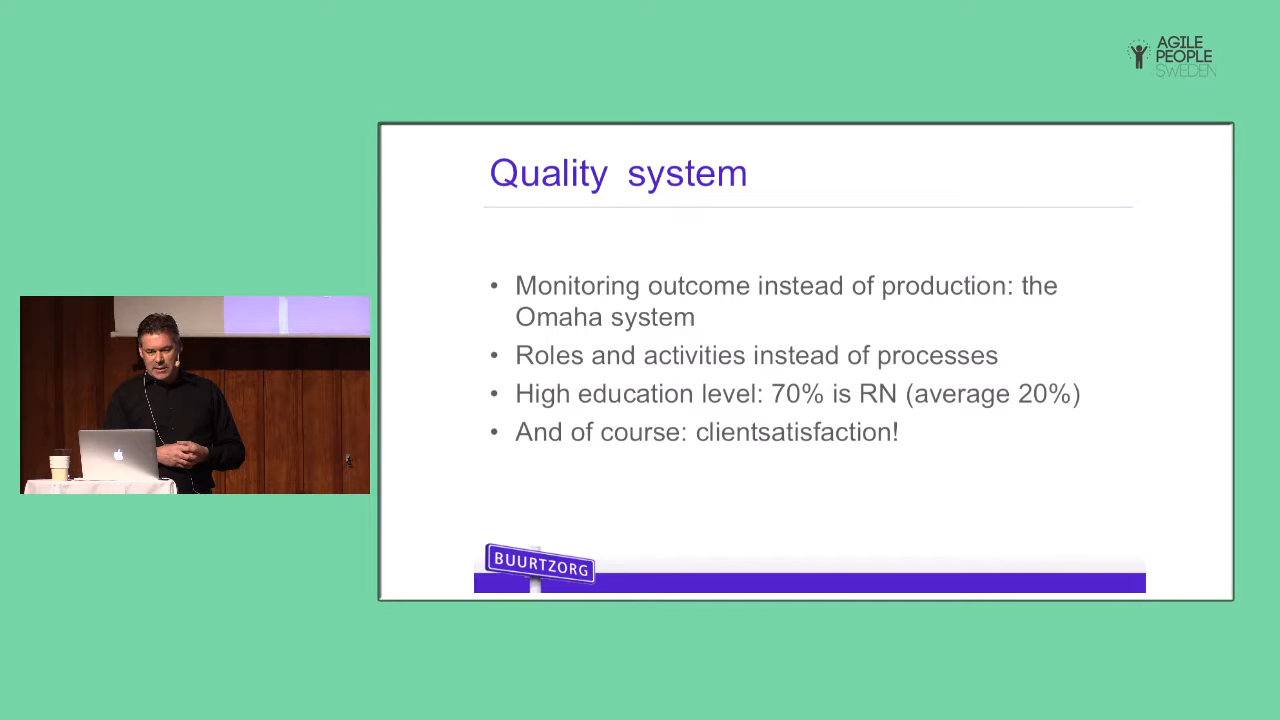 AGILE
PEOPLE
SWEDEN
Quality system
• Monitoring outcome instead of production: the
Omaha system
• Roles and activities instead of processes
• High education level: 70% is RN (average 20%)
• And of course: clientsatisfaction!
BUURTZORG